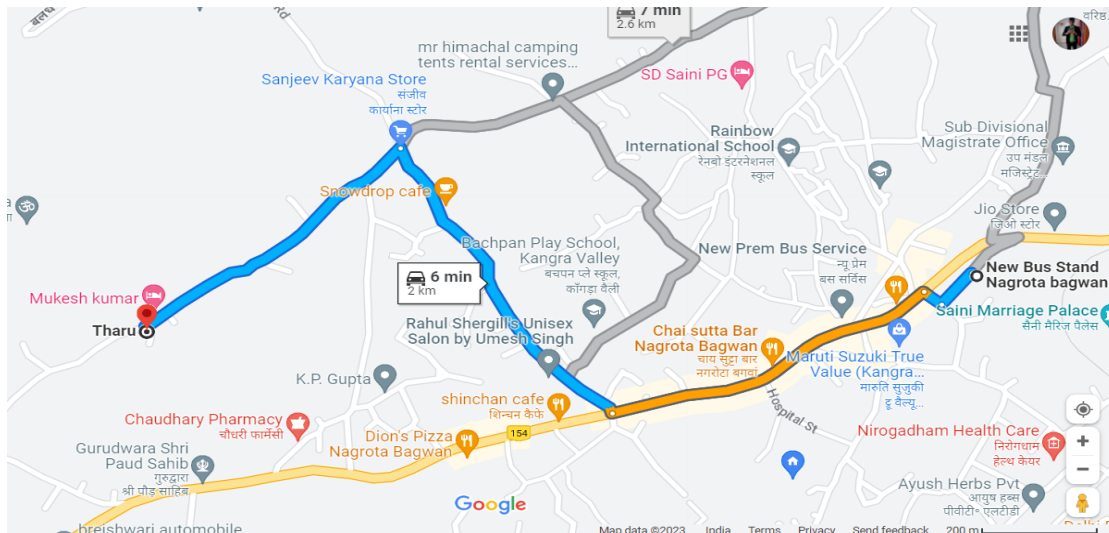 7 min
2.6 km
वरिष्ठ..
mr himachal camping
tents rental services...
SD Saini PG
Sanjeev Karyana Store
संजीव
कार्याना स्टोर
Rainbow
International School
रेनबो इंटरनेशनल
स्कूल
Sub Divisional
Magistrate Office
उप मंडल
मजिस्ट्रेट...
Snowdrop cafe
Jio Store
जिओ स्टोर
Bachpan Play School,
Kangra Valley
बचपन प्ले स्कूल,
काँगड़ा वैली
New Prem Bus Service
न्यू प्रेम
बस सर्विस
New Bus Stand
Nagrota bagwan
6 min
2 km
Mukesh kumar
Tharu
Saini Marriage Palace
सैनी मैरिज पैलेस
Rahul Shergill's Unisex
Salon by Umesh Singh
Chai sutta Bar
Nagrota Bagwan
चाय सुट्टा बार
नगरोटा बगवां
Maruti Suzuki True
Value (Kangra...
मारुति सुजुकी
ट्रू वैल्यू...
K.P. Gupta
shinchan cafe
शिन्चन कैफे
Chaudhary Pharmacy
चौधरी फार्मेसी
Dion's Pizza
Nagrota Bagwan
154
Hospital St
Nirogadham Health Care
निरोगधाम
हेल्थ केयर
Gurudwara Shri
Paud Sahib
गुरुद्वारा
श्री पौड़ साहिब
Ayush Herbs Pvt
आयुष हर्ब्स
पीवीटी॰ एलटीडी
Google
breishwari automobile
Map data ©2023 India Terms Privacy Send feedback 200 m